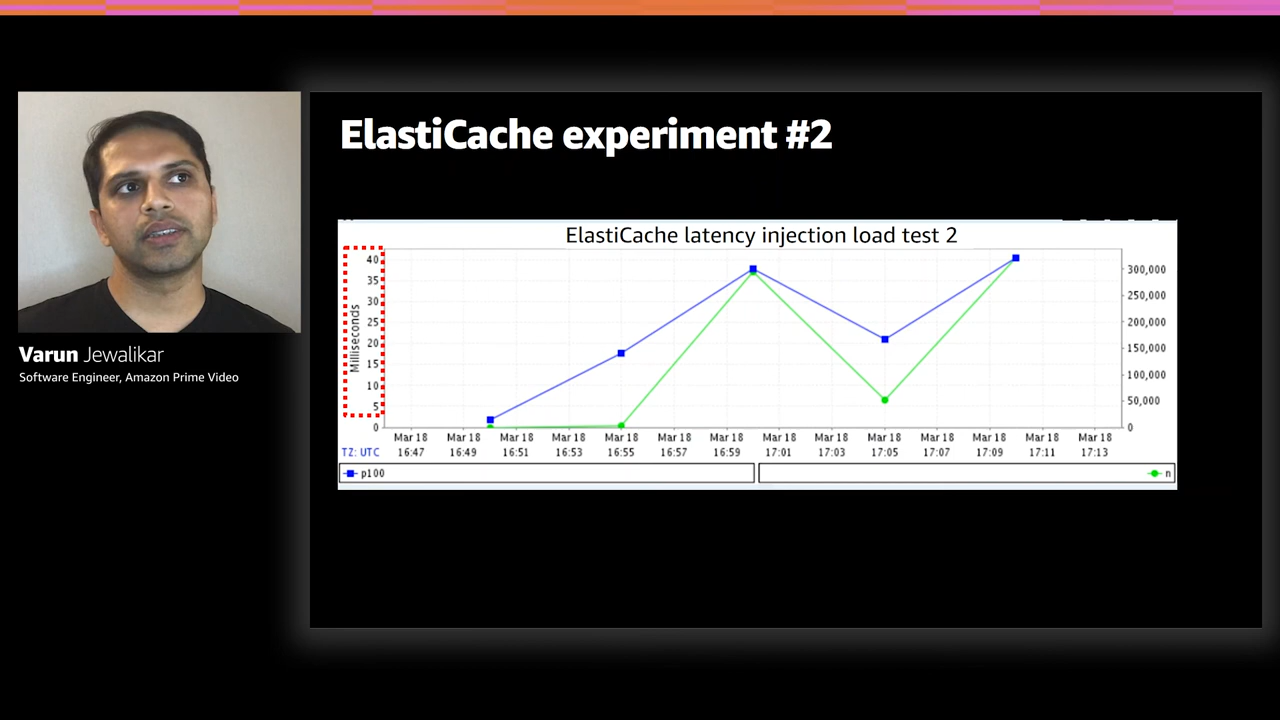 ElastiCache experiment #2
ElastiCache latency injection load test 2
Milliseconds
40
35
30
25
20
15
10
5
0
300,000
250,000
200,000
150,000
100,000
50,000
0
Mar 18 Mar 18 Mar 18 Mar 18 Mar 18 Mar 18 Mar 18 Mar 18 Mar 18 Mar 18 Mar 18 Mar 18 Mar 18 Mar 18
TZ: UTC 16:47 16:49 16:51 16:53 16:55 16:57 16:59 17:01 17:03 17:05 17:07 17:09 17:11 17:13
p100
n
Varun Jewalikar
Software Engineer, Amazon Prime Video